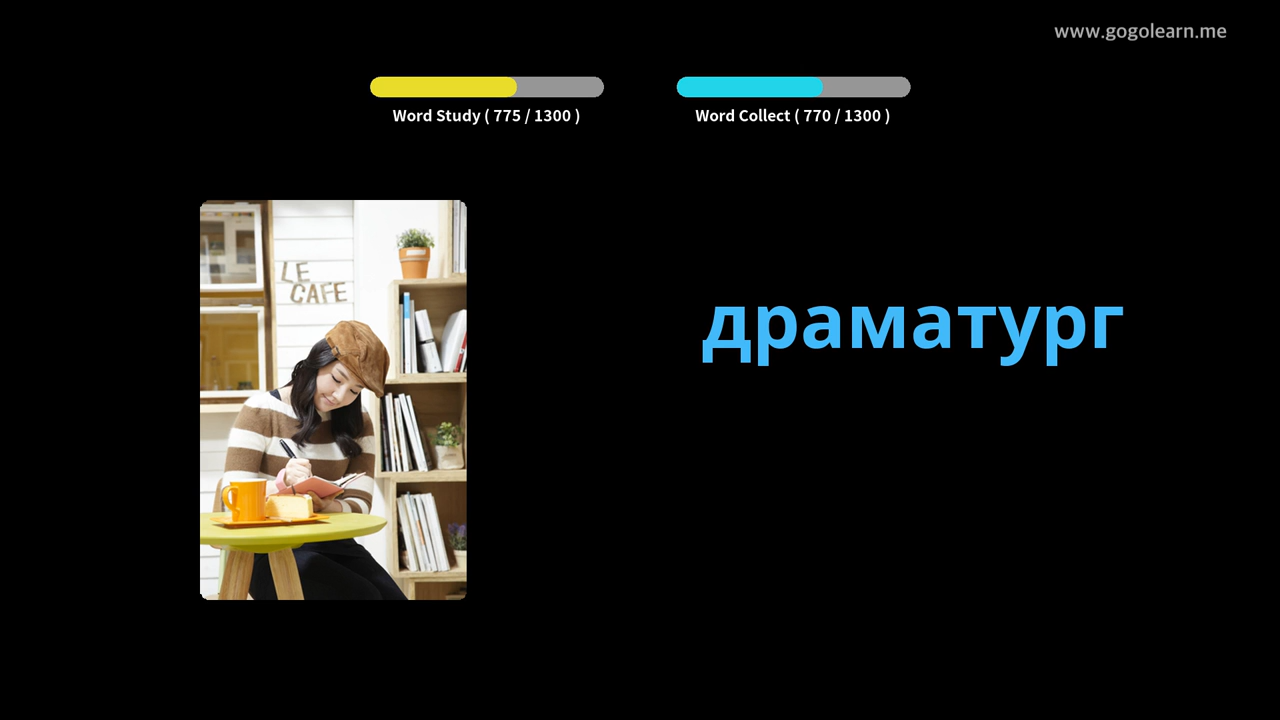 www.gogolearn.me
Word Study ( 775 / 1300 )
Word Collect ( 770 / 1300 )
LE
CAFE
драматург